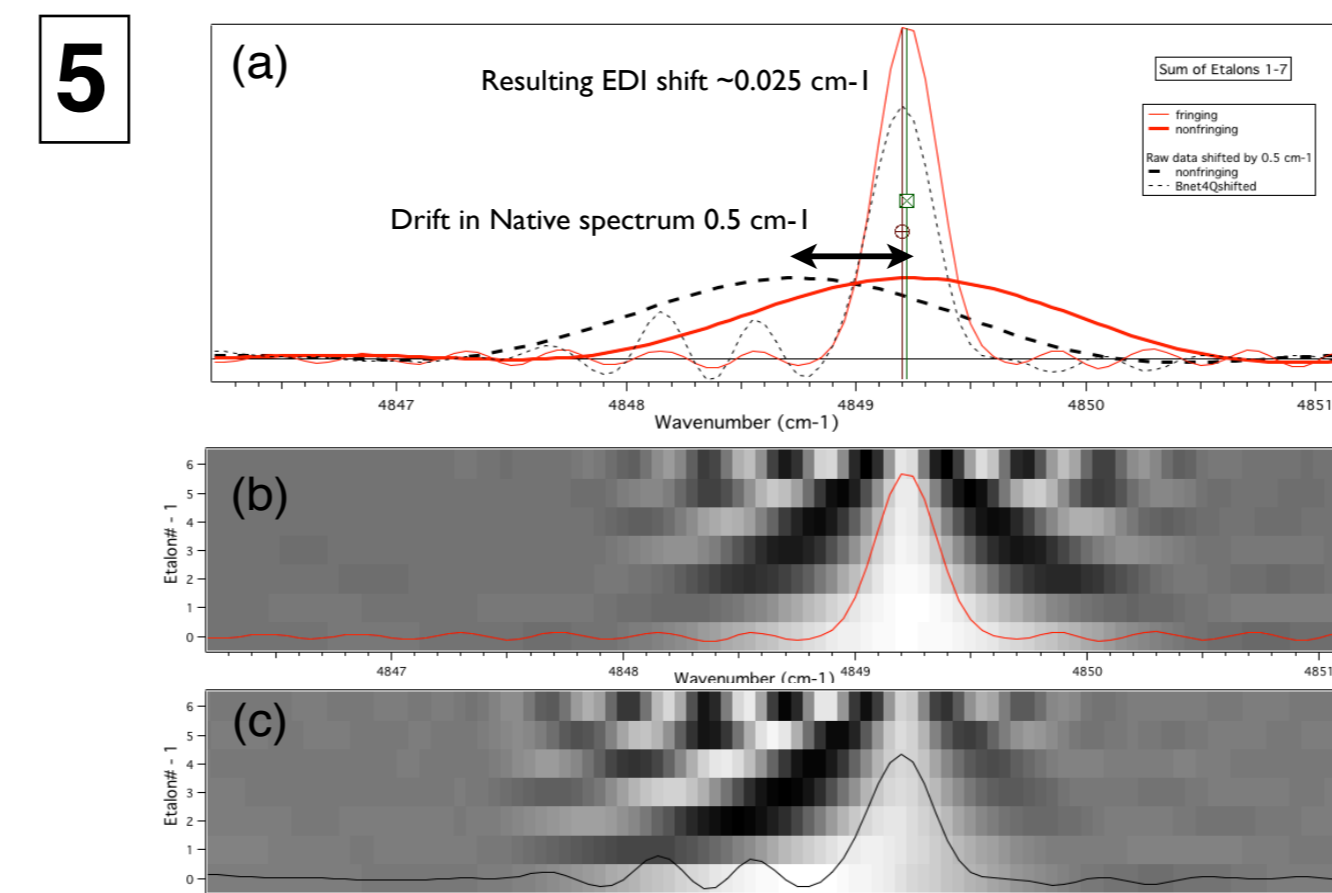 5
(a)
Resulting EDI shift ~0.025 cm-1
Sum of Etalons 1-7
fringing
nonfringing
Raw data shifted by 0.5 cm-1
nonfringing
Bnet4Qshifted
Drift in Native spectrum 0.5 cm-1
4847 4848 4849 4850 4851
Wavenumber (cm-1)
(b)
Etalon# - 1
6
5
4
3
2
1
0
4847 4848 4849 4850 4851
Wavenumber (cm-1)
(c)
Etalon# - 1
6
5
4
3
2
1
0